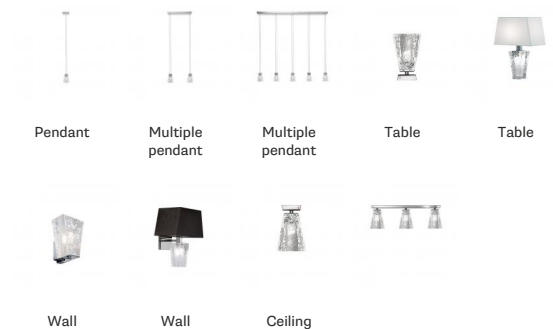 Pendant
Multiple
pendant
Multiple
pendant
Table
Table
Wall
Wall
Ceiling